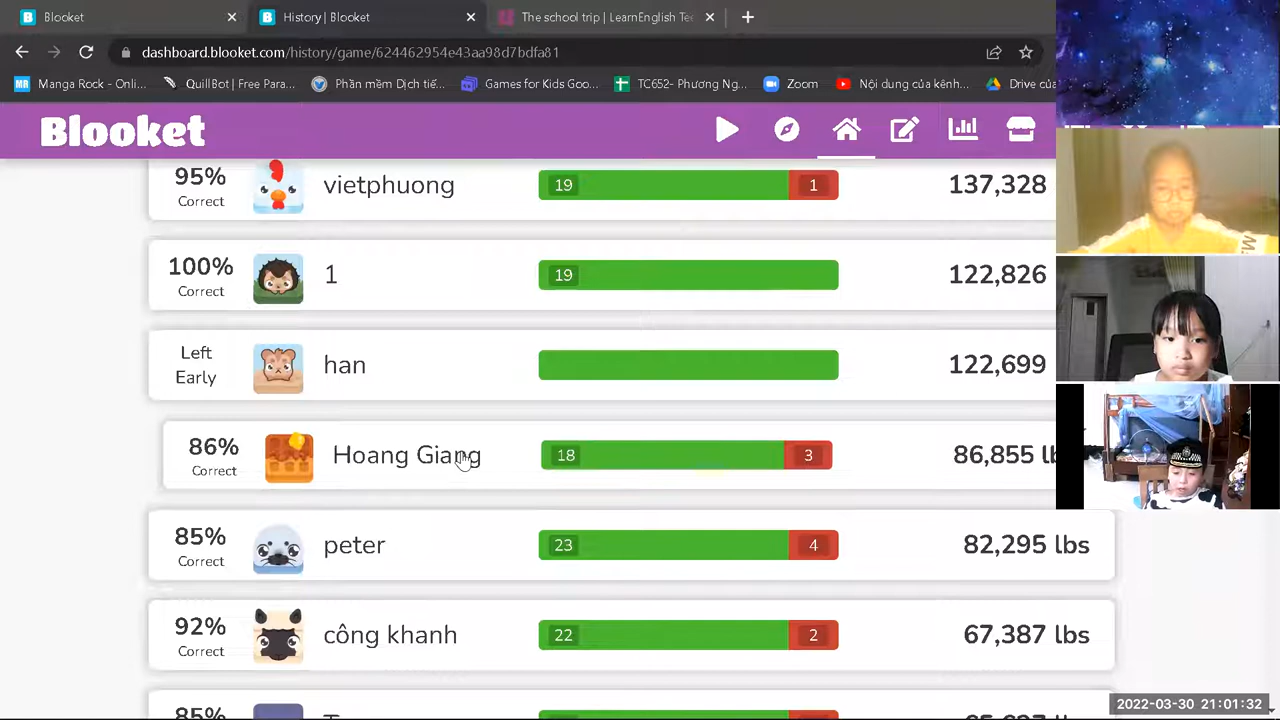 Blooket
History | Blooket
The school trip | LearnEnglish Te
dashboard.blooket.com/history/game/
MR Manga Rock - Onli...
QuillBot | Free Para...
Phần mềm Dịch tiế...
Games for Kids Goo...
TC652- Phương Ng...
Zoom
Nội dung của kênh...
Drive của
Blooket
95% Correct vietphuong 19 1 137,328
100% Correct 1 19 122,826
Left Early han 122,699
86% Correct Hoang Giang 18 3 86,855
peter 85% Correct 23 4 82,295 lbs
92% Correct công khanh 22 2 67,387 lbs
85%
2022-03-30 21:01:32